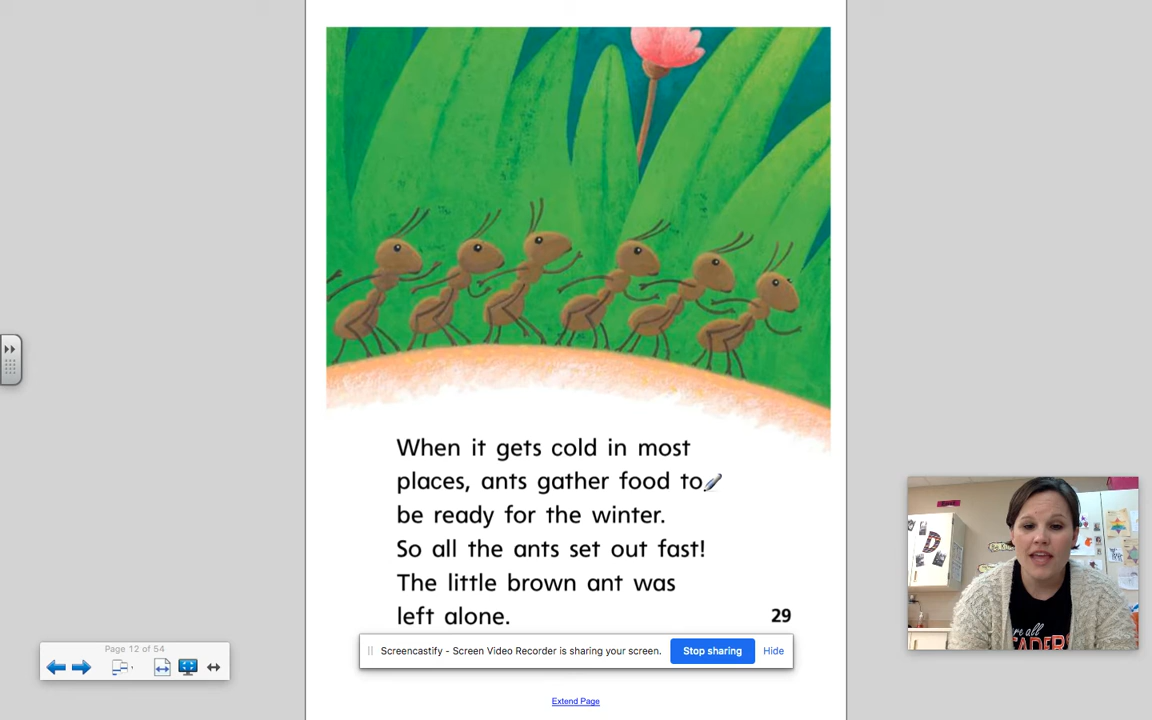 When it gets cold in most
places, ants gather food to
be ready for the winter.
So all the ants set out fast!
The little brown ant was
left alone.
29
Screencastify - Screen Video Recorder is sharing your screen.
Stop sharing
Hide
Page 12 of 54
Extend Page
D